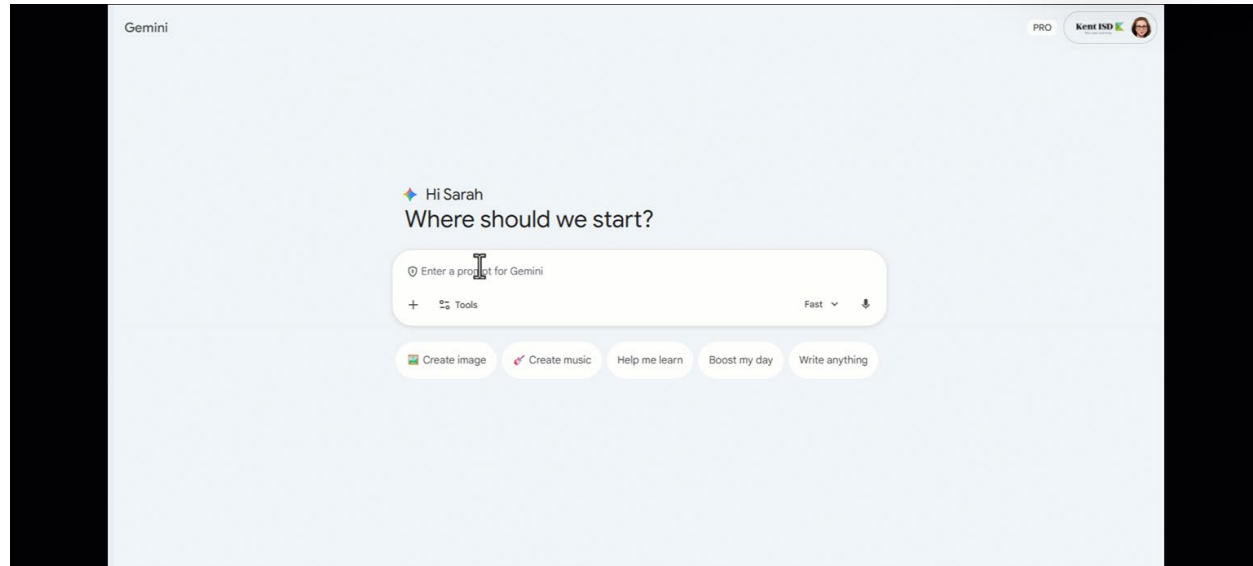 Gemini
PRO
Kent ISD
Hi Sarah
Where should we start?
Enter a prompt for Gemini
Tools
Fast
Create image
Create music
Help me learn
Boost my day
Write anything